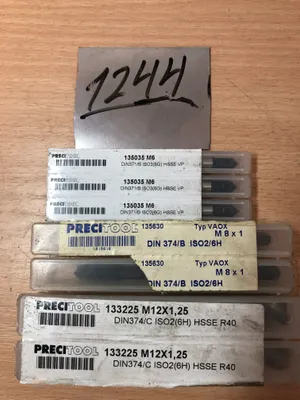 1244
PRECITOOL
135035 M6
DIN371/B ISO2(6H) HSSE VP
PRECITOOL
135035 M6
DIN371/B ISO2(6H) HSSE VP
PRECITOOL
135035 M6
DIN371/B ISO2(6H) HSSE VP
PRECITOOL
135630 Typ VAOX
M 8 x 1
DIN 374/B ISO2/6H
135630 Typ VAOX
M 8 x 1
DIN 374/B ISO2/6H
PRECITOOL
133225 M12X1,25
DIN374/C ISO2(6H) HSSE R40
PRECITOOL
133225 M12X1,25
DIN374/C ISO2(6H) HSSE R40